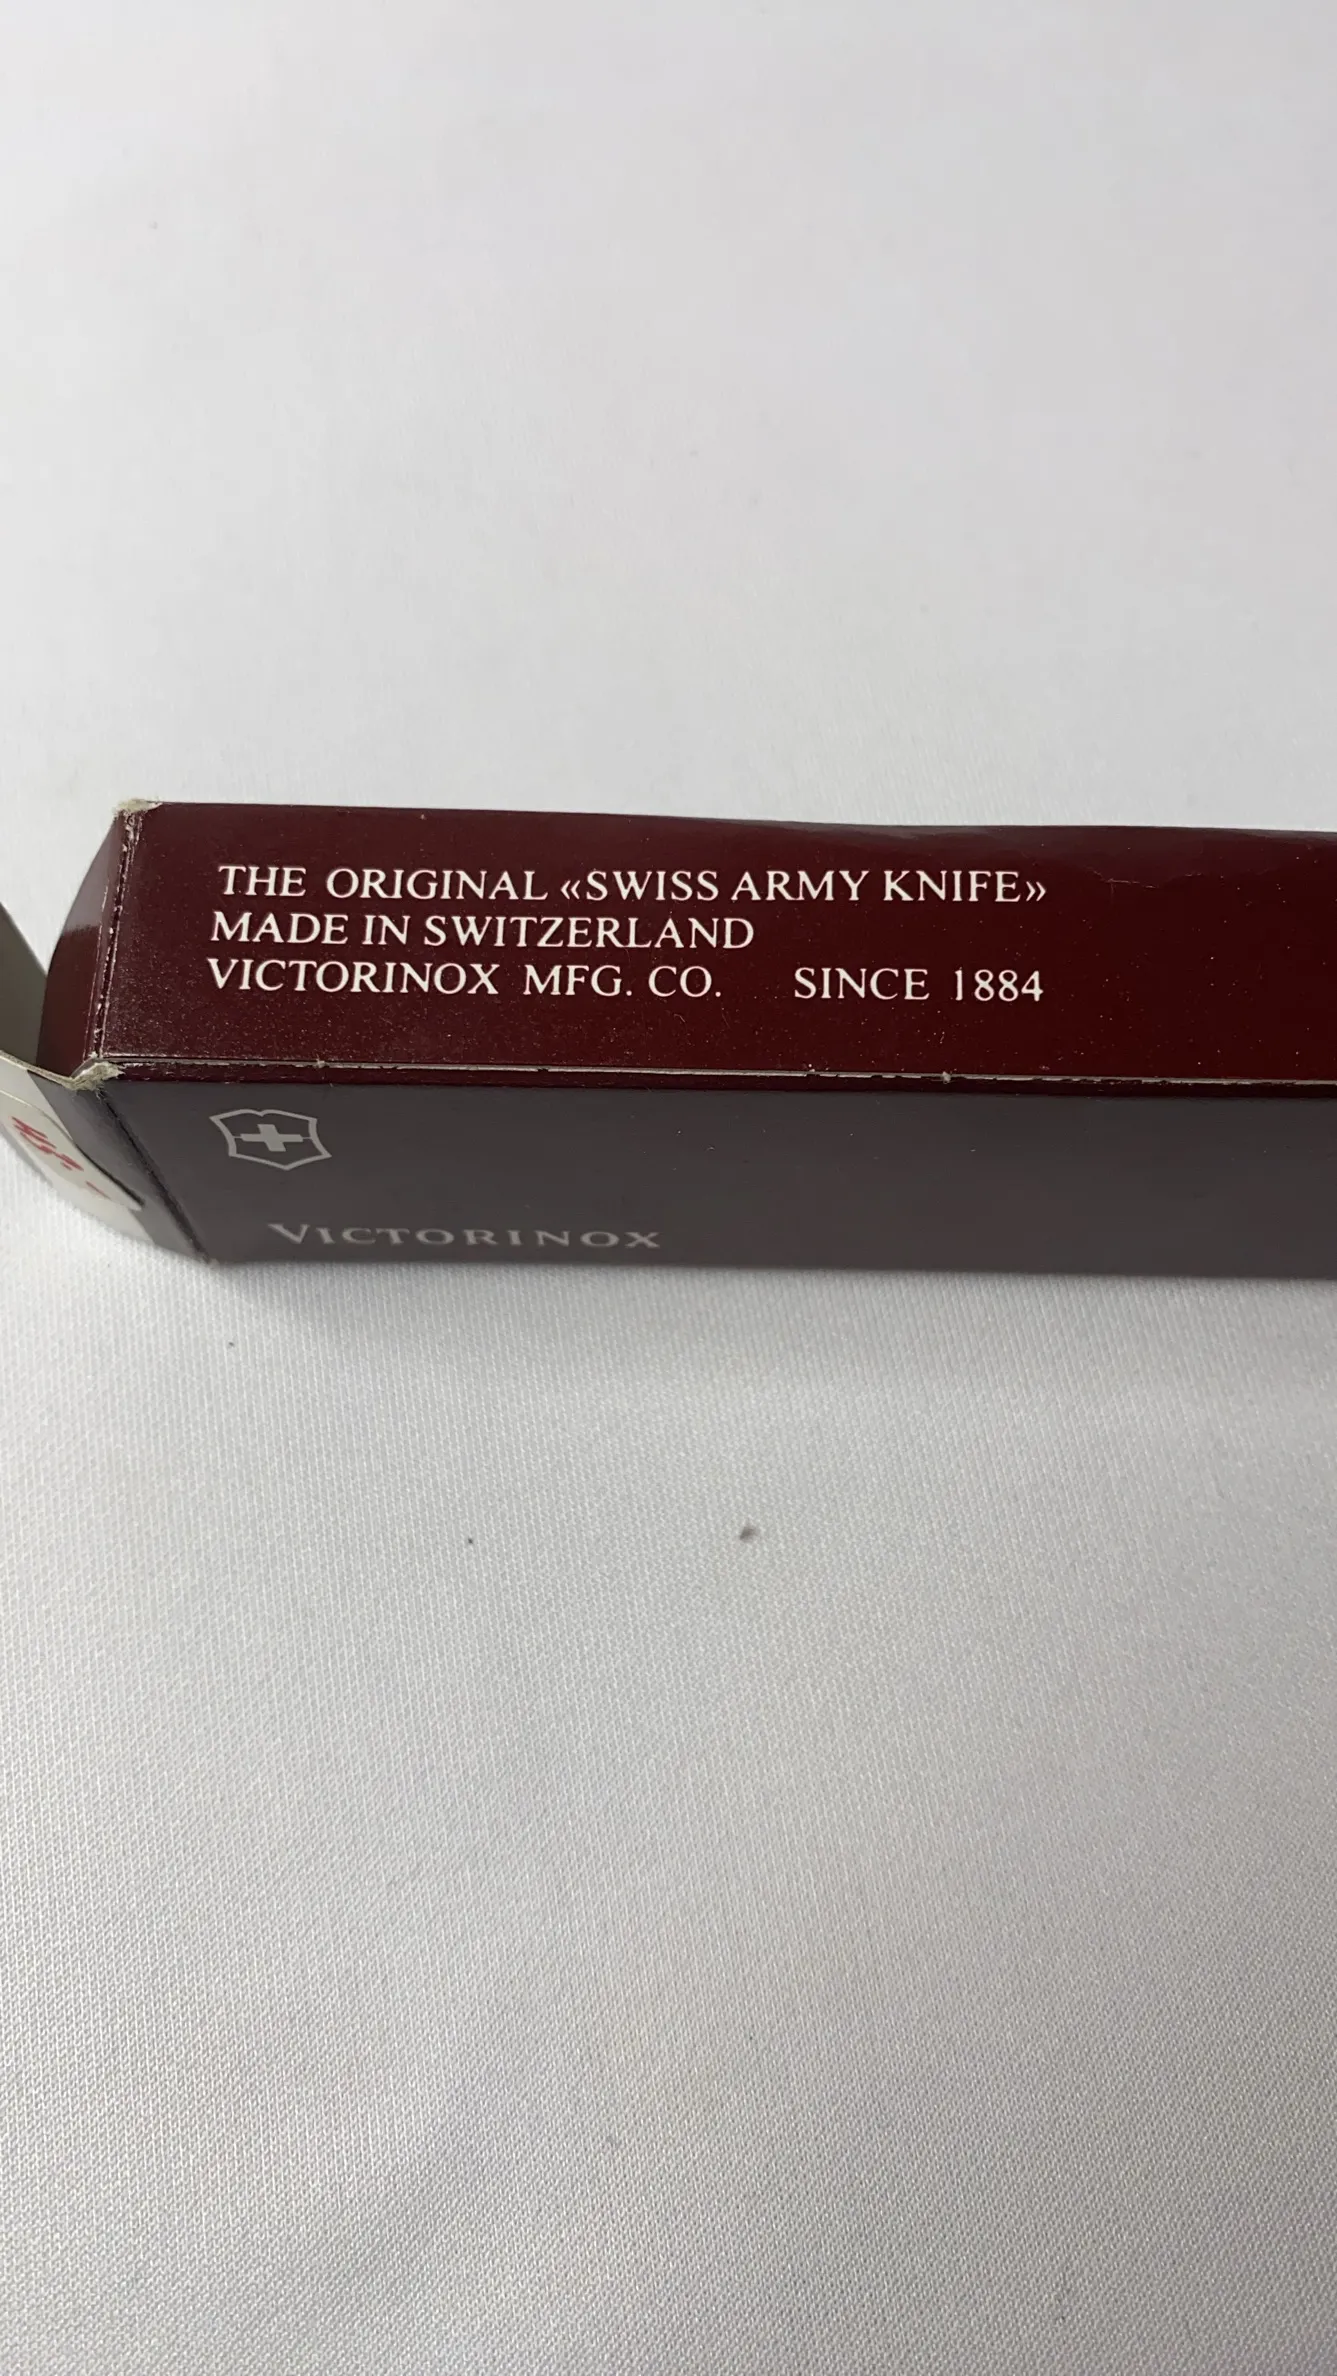 THE ORIGINAL «SWISS ARMY KNIFE»
MADE IN SWITZERLAND
VICTORINOX MFG. CO. SINCE 1884
VICTORINOX